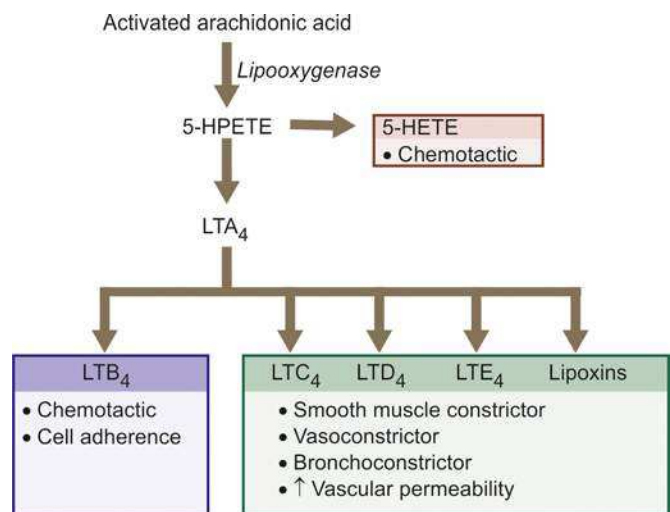 Activated arachidonic acid
Lipooxygenase
5-HPETE
5-HETE
• Chemotactic
LTA₄
LTB₄
• Chemotactic
• Cell adherence
LTC₄ LTD₄ LTE₄ Lipoxins
• Smooth muscle constrictor
• Vasoconstrictor
• Bronchoconstrictor
• ↑ Vascular permeability